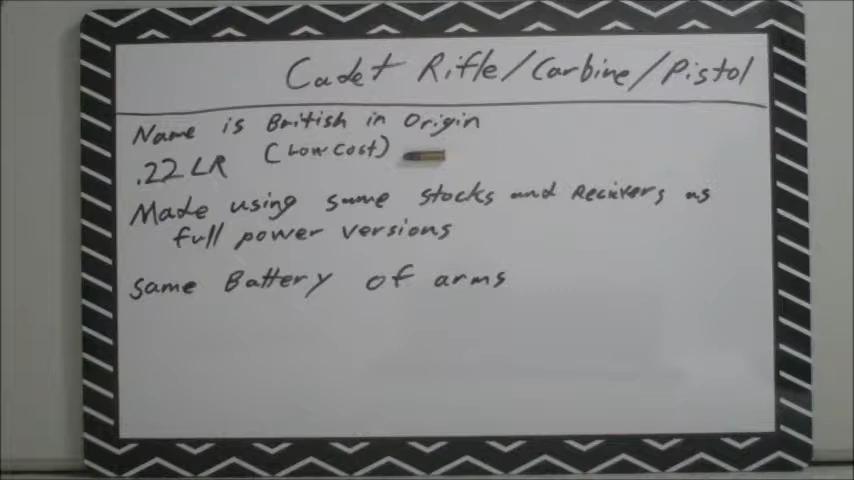 Cadet Rifle/Carbine/Pistol
Name is British in Origin
.22 LR (Low Cost)
Made using same stocks and Recivers as
full power versions
Same Battery of arms